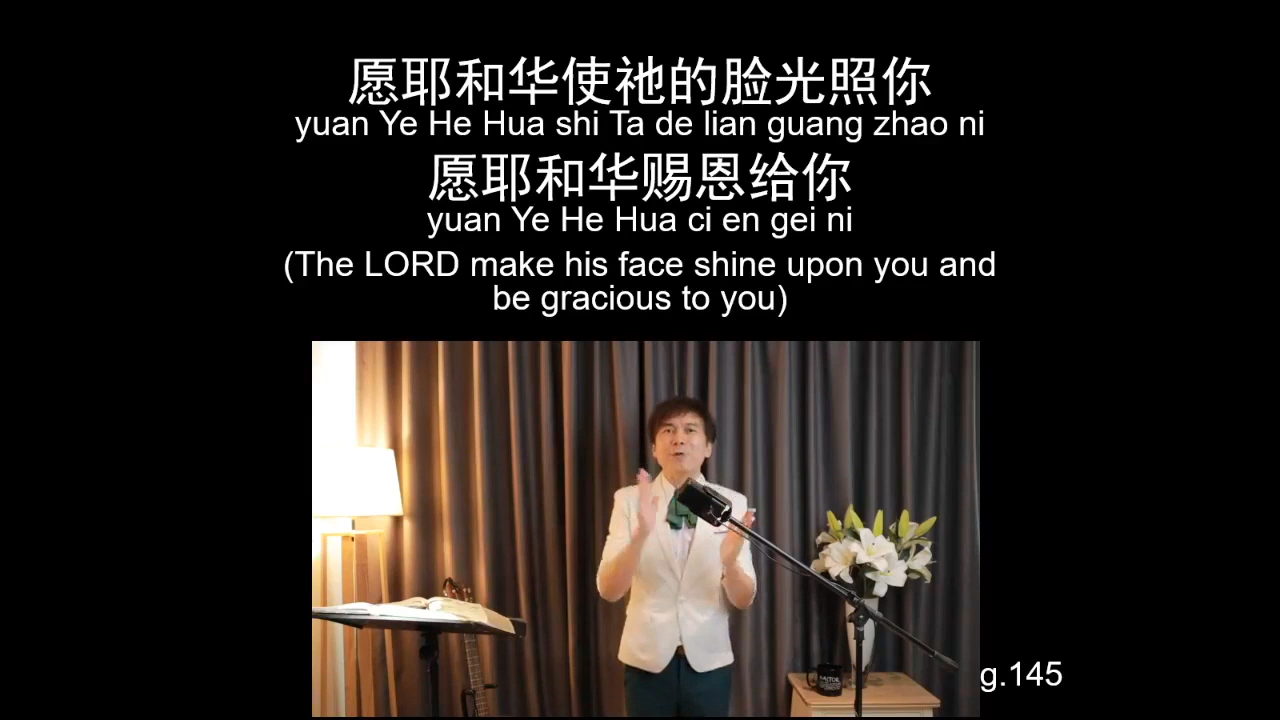 愿耶和华使祂的脸光照你
yuan Ye He Hua shi Ta de lian guang zhao ni
愿耶和华赐恩给你
yuan Ye He Hua ci en gei ni
(The LORD make his face shine upon you and
be gracious to you)
g.145